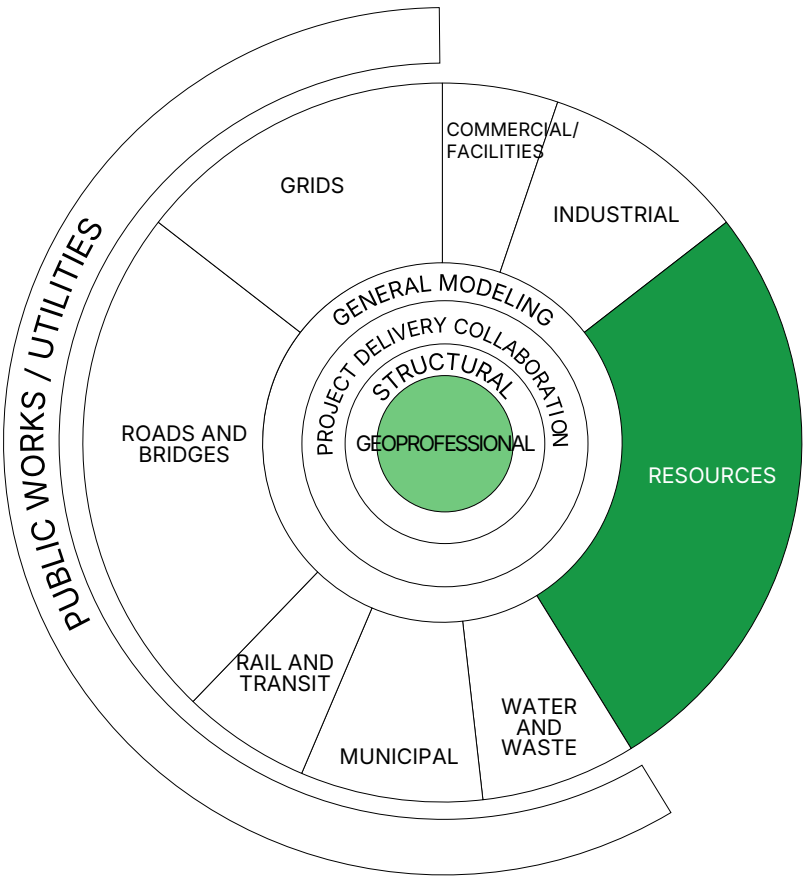 COMMERCIAL/
FACILITIES
GRIDS
INDUSTRIAL
PUBLIC WORKS / UTILITIES
GENERAL MODELING
PROJECT DELIVERY COLLABORATION
STRUCTURAL
GEOPROFESSIONAL
ROADS AND
BRIDGES
RESOURCES
RAIL AND
TRANSIT
MUNICIPAL
WATER
AND
WASTE